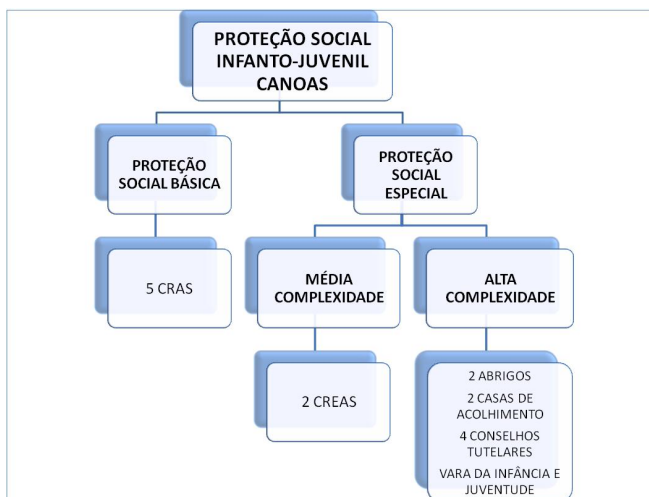 PROTEÇÃO SOCIAL
INFANTO-JUVENIL
CANOAS
PROTEÇÃO
SOCIAL BÁSICA
PROTEÇÃO
SOCIAL
ESPECIAL
5 CRAS
MÉDIA
COMPLEXIDADE
ALTA
COMPLEXIDADE
2 CREAS
2 ABRIGOS
2 CASAS DE
ACOLHIMENTO
4 CONSELHOS
TUTELARES
VARA DA INFÂNCIA E
JUVENTUDE